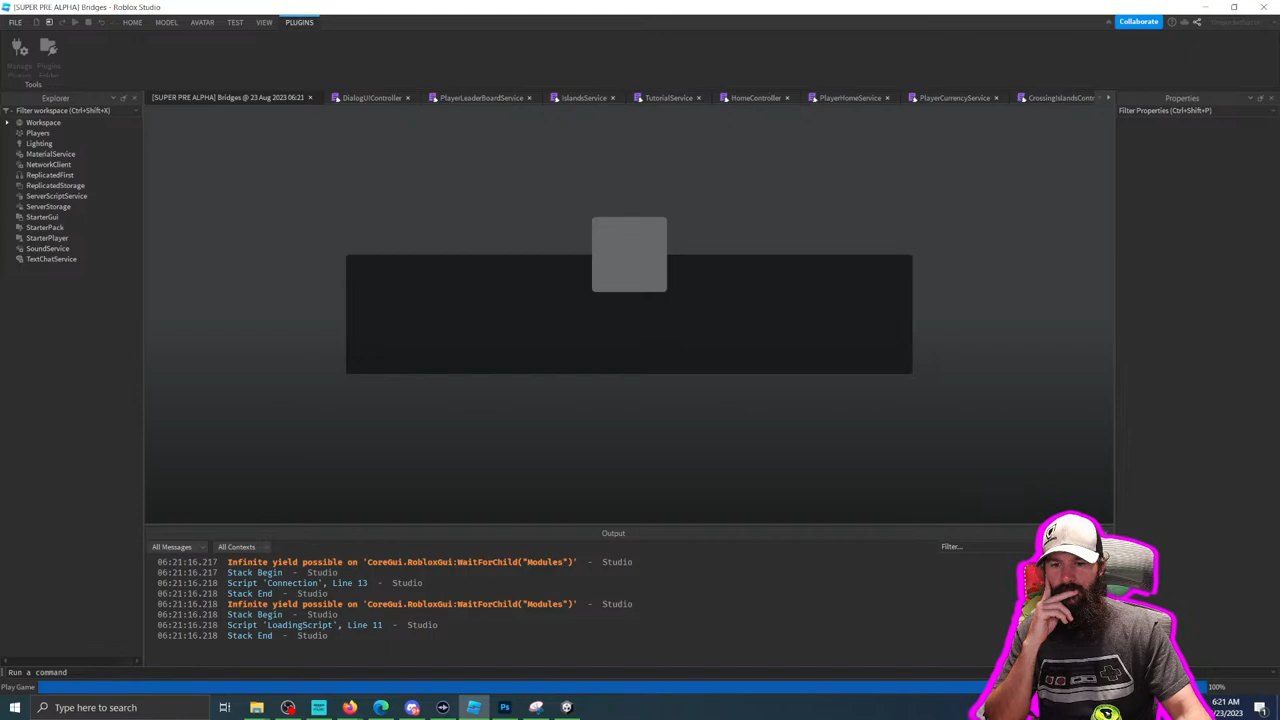 [SUPER PRE ALPHA] Bridges - Roblox Studio
FILE HOME MODEL AVATAR TEST VIEW PLUGINS Collaborate
Manage Plugins
Plugins Folder
Tools
Explorer
Filter workspace (Ctrl+Shift+X)
Workspace
Players
Lighting
MaterialService
NetworkClient
ReplicatedFirst
ReplicatedStorage
ServerScriptService
ServerStorage
StarterGui
StarterPack
StarterPlayer
SoundService
TextChatService
[SUPER PRE ALPHA] Bridges @ 23 Aug 2023 06:21 DialogUIController PlayerLeaderBoardService IslandsService TutorialService HomeController PlayerHomeService PlayerCurrencyService CrossingIslandsContr
Properties
Filter Properties (Ctrl+Shift+P)
Output
All Messages All Contexts Filter...
06:21:16.217 Infinite yield possible on 'CoreGui.RobloxGui:WaitForChild("Modules")' - Studio
06:21:16.217 Stack Begin - Studio
06:21:16.218 Script 'Connection', Line 13 - Studio
06:21:16.218 Stack End - Studio
06:21:16.218 Infinite yield possible on 'CoreGui.RobloxGui:WaitForChild("Modules")' - Studio
06:21:16.218 Stack Begin - Studio
06:21:16.218 Script 'LoadingScript', Line 11 - Studio
06:21:16.218 Stack End - Studio
Run a command
Play Game 100%
Type here to search
6:21 AM
/23/2023